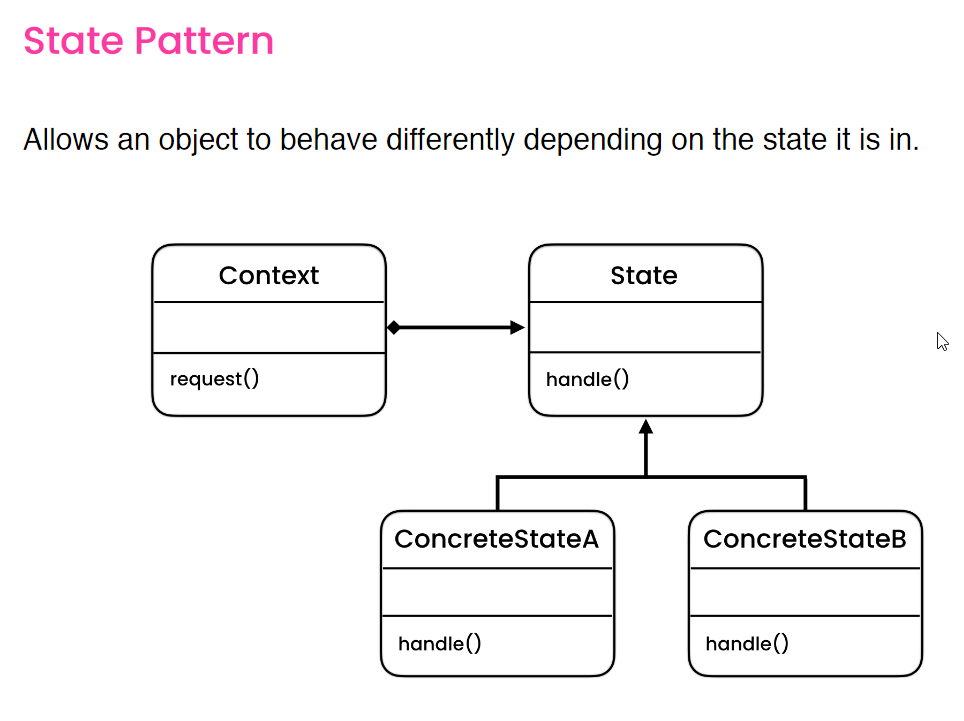 State Pattern
Allows an object to behave differently depending on the state it is in.
Context
State
request()
handle()
ConcreteStateA
ConcreteStateB
handle()
handle()